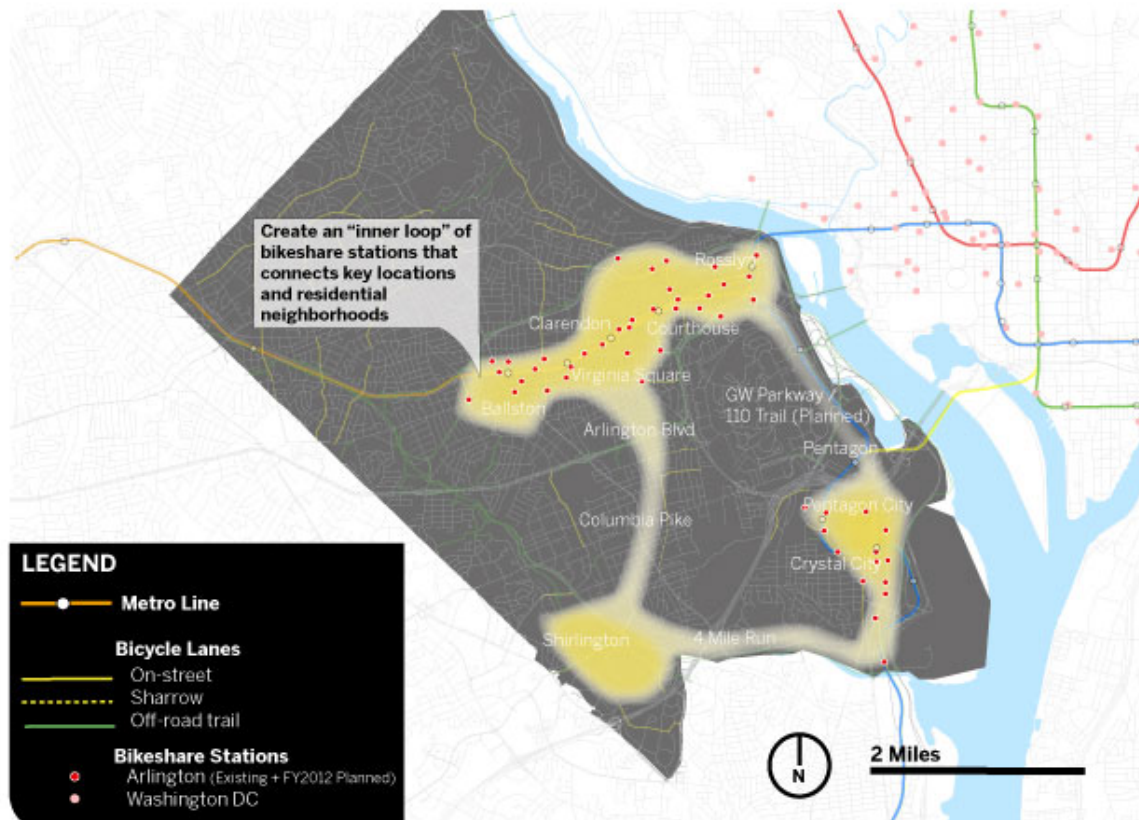 Create an “inner loop” of
bikeshare stations that
connects key locations
and residential
neighborhoods
Rosslyn
Clarendon
Courthouse
Virginia Square
Ballston
GW Parkway /
110 Trail (Planned)
Arlington Blvd
Pentagon
Pentagon City
Columbia Pike
Crystal City
Shirlington
4 Mile Run
LEGEND
Metro Line
Bicycle Lanes
On-street
Sharrow
Off-road trail
Bikeshare Stations
Arlington (Existing + FY2012 Planned)
Washington DC
N
2 Miles